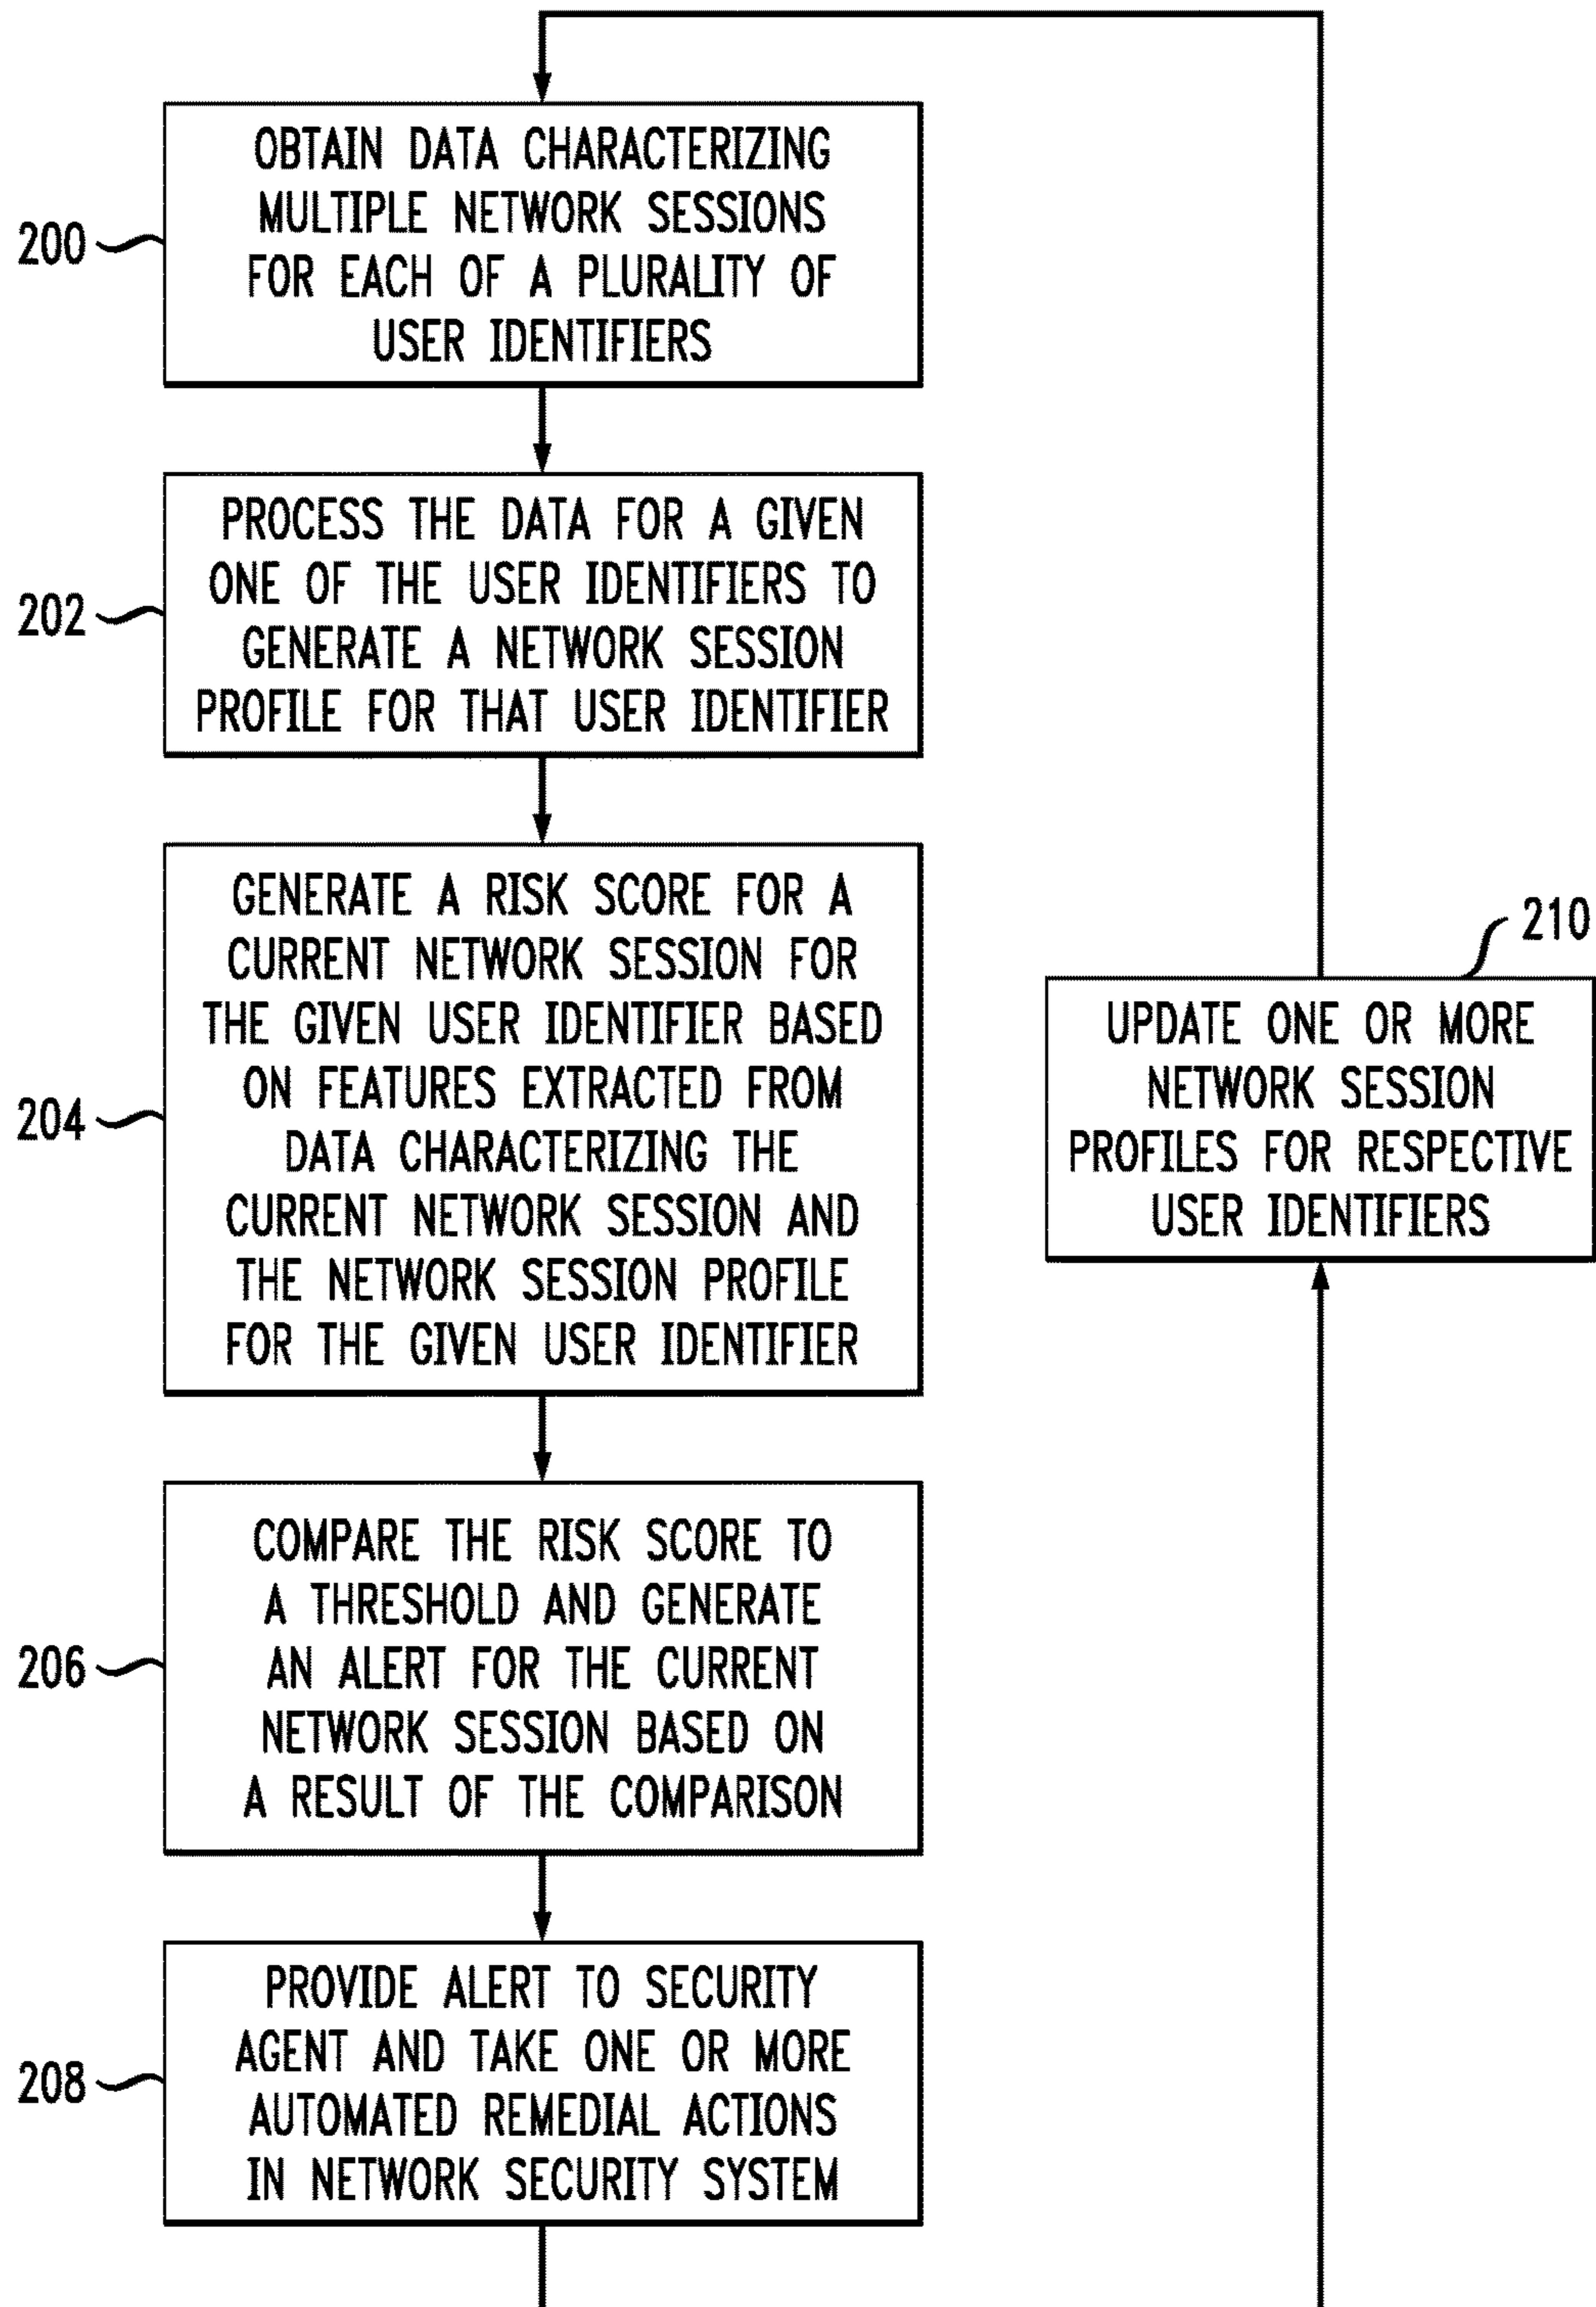 200
OBTAIN DATA CHARACTERIZING
MULTIPLE NETWORK SESSIONS
FOR EACH OF A PLURALITY OF
USER IDENTIFIERS
202
PROCESS THE DATA FOR A GIVEN
ONE OF THE USER IDENTIFIERS TO
GENERATE A NETWORK SESSION
PROFILE FOR THAT USER IDENTIFIER
204
GENERATE A RISK SCORE FOR A
CURRENT NETWORK SESSION FOR
THE GIVEN USER IDENTIFIER BASED
ON FEATURES EXTRACTED FROM
DATA CHARACTERIZING THE
CURRENT NETWORK SESSION AND
THE NETWORK SESSION PROFILE
FOR THE GIVEN USER IDENTIFIER
206
COMPARE THE RISK SCORE TO
A THRESHOLD AND GENERATE
AN ALERT FOR THE CURRENT
NETWORK SESSION BASED ON
A RESULT OF THE COMPARISON
208
PROVIDE ALERT TO SECURITY
AGENT AND TAKE ONE OR MORE
AUTOMATED REMEDIAL ACTIONS
IN NETWORK SECURITY SYSTEM
210
UPDATE ONE OR MORE
NETWORK SESSION
PROFILES FOR RESPECTIVE
USER IDENTIFIERS